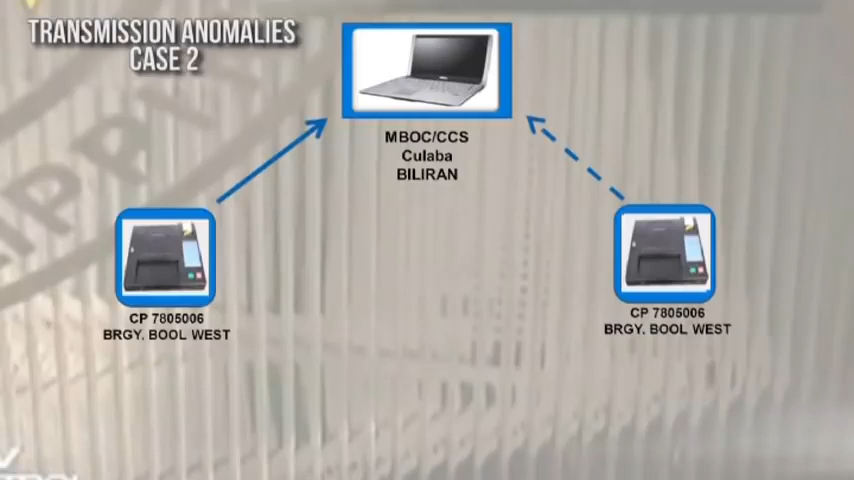 TRANSMISSION ANOMALIES
CASE 2
MBOC/CCS
Culaba
BILIRAN
CP 7805006
BRGY. BOOL WEST
CP 7805006
BRGY. BOOL WEST